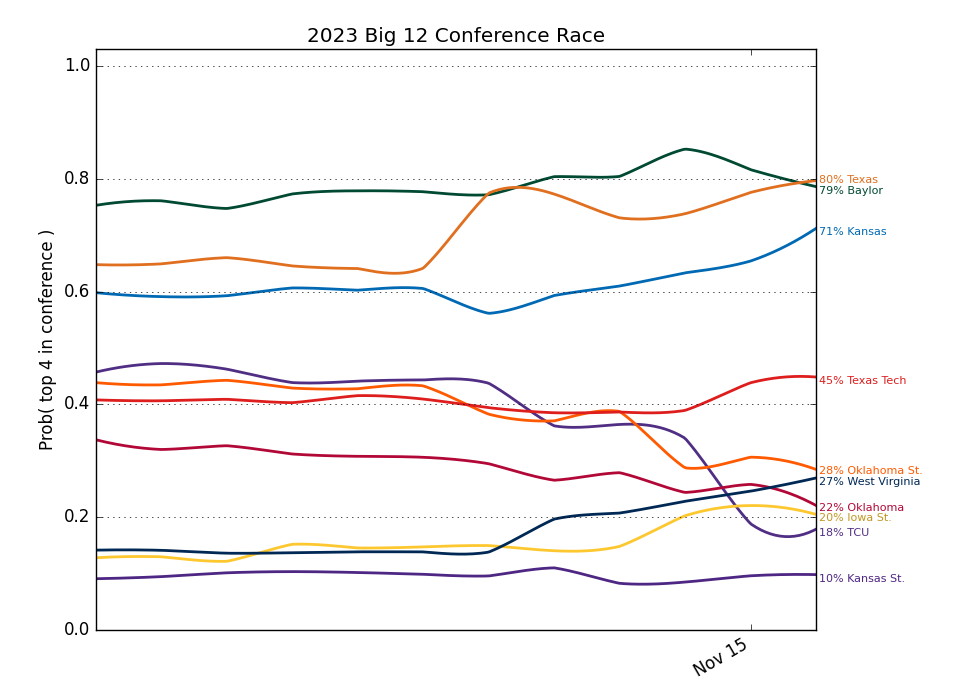 2023 Big 12 Conference Race
Prob( top 4 in conference )
1.0
0.8
0.6
0.4
0.2
0.0
80% Texas
79% Baylor
71% Kansas
45% Texas Tech
28% Oklahoma St.
27% West Virginia
22% Oklahoma
20% Iowa St.
18% TCU
10% Kansas St.
Nov 15